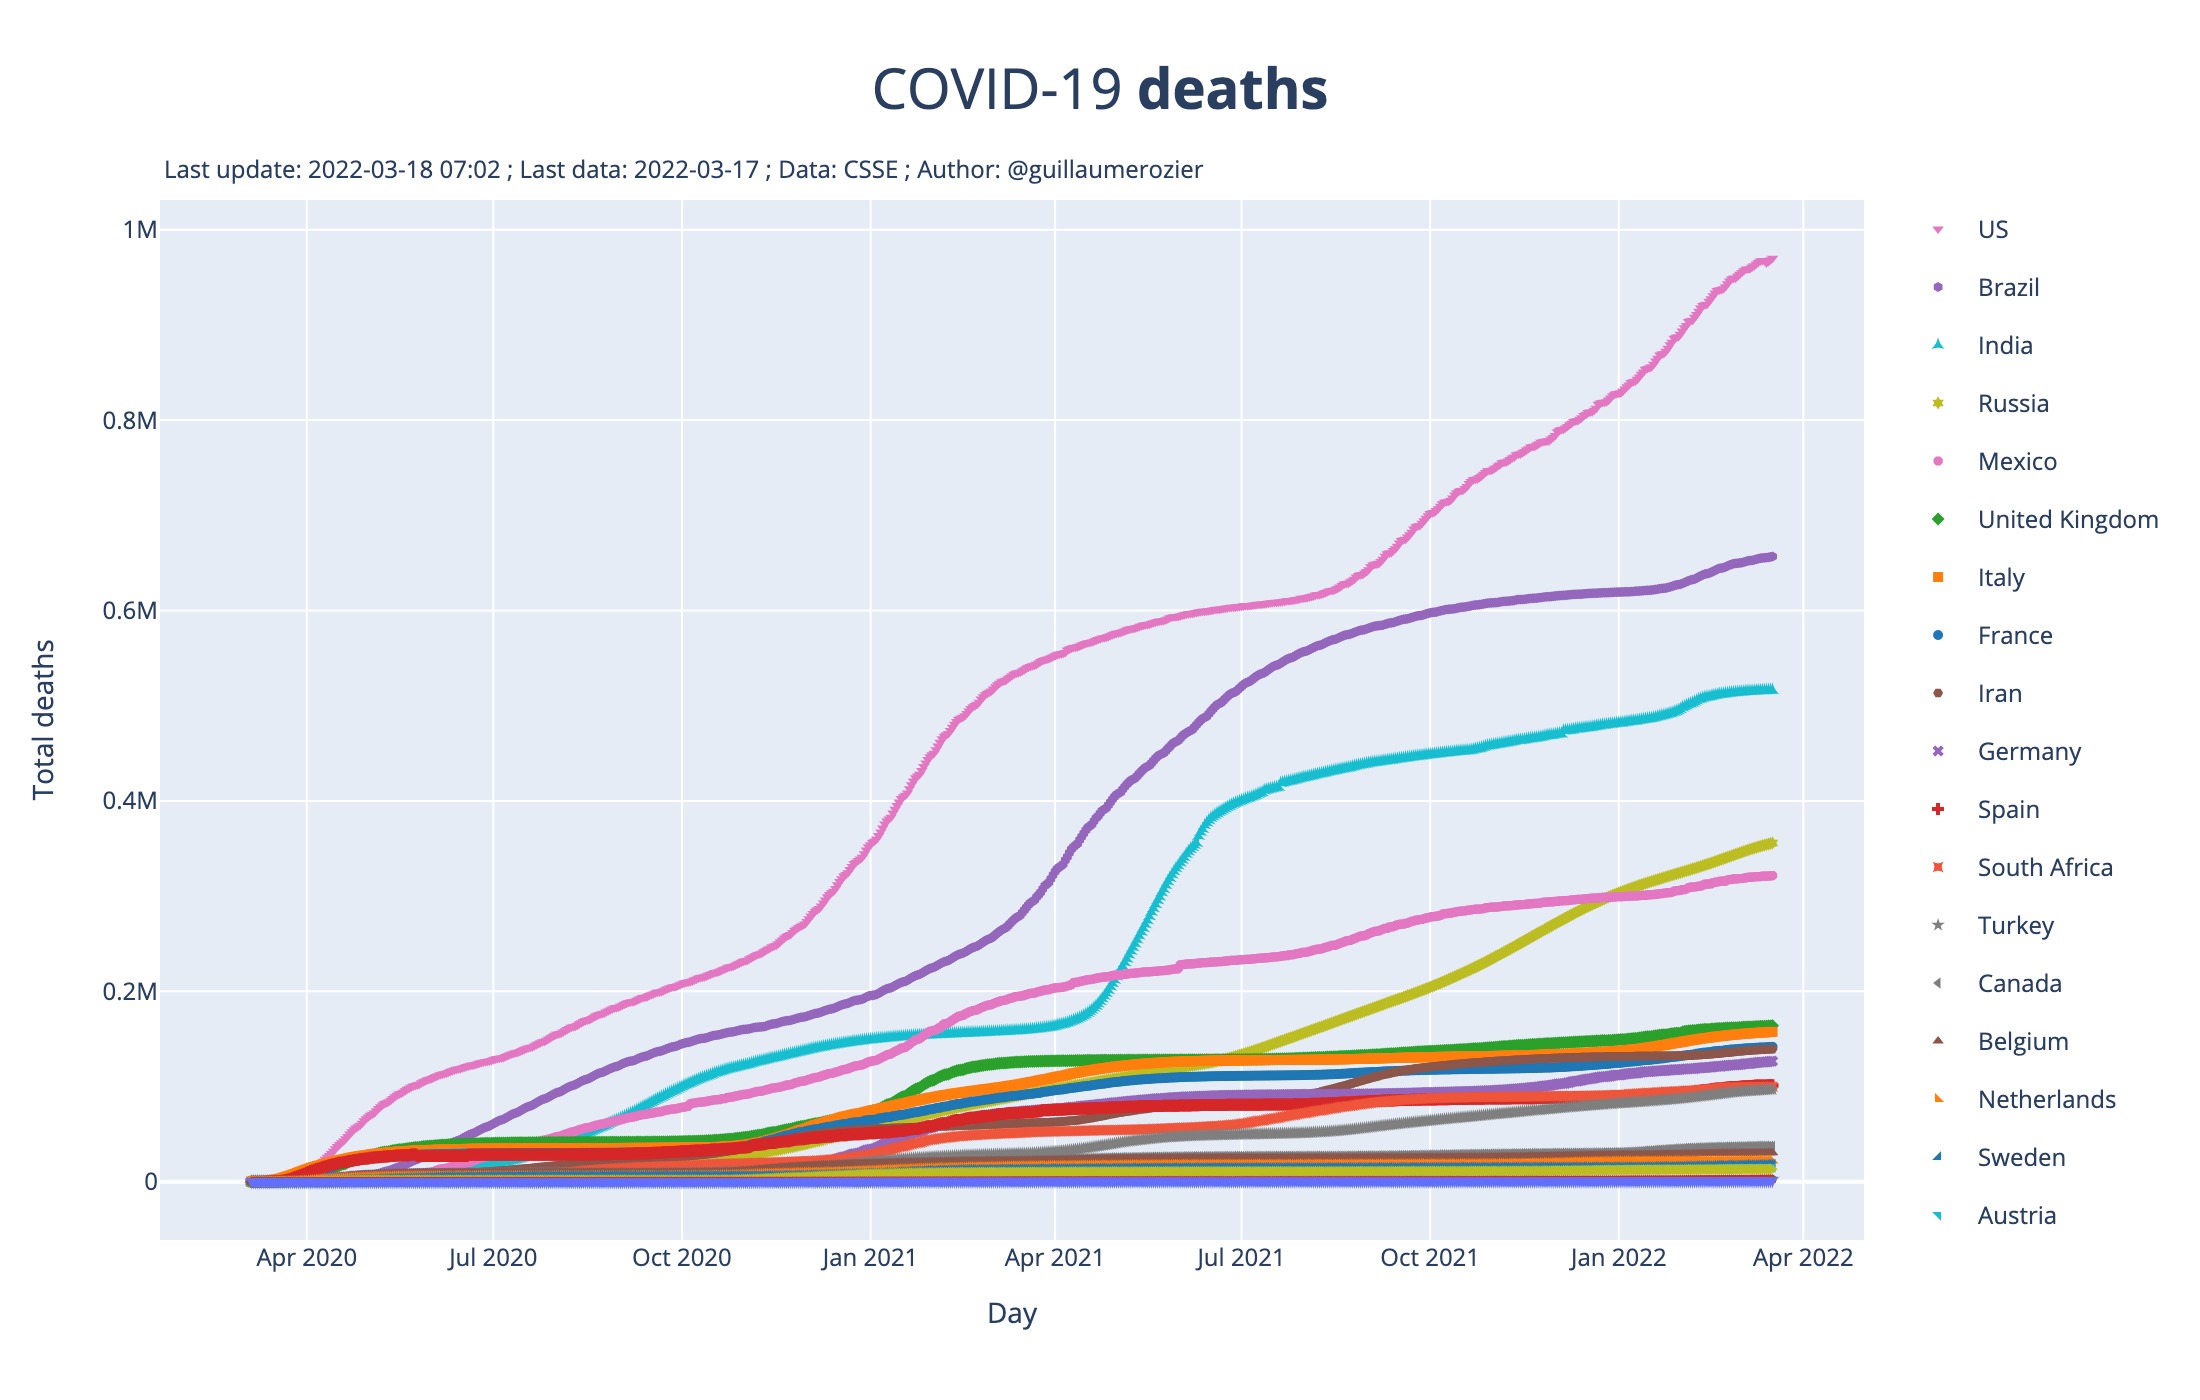 COVID-19 deaths
Last update: 2022-03-18 07:02 ; Last data: 2022-03-17 ; Data: CSSE ; Author: @guillaumerozier
Total deaths
1M
0.8M
0.6M
0.4M
0.2M
0
Apr 2020
Jul 2020
Oct 2020
Jan 2021
Apr 2021
Jul 2021
Oct 2021
Jan 2022
Apr 2022
Day
US
Brazil
India
Russia
Mexico
United Kingdom
Italy
France
Iran
Germany
Spain
South Africa
Turkey
Canada
Belgium
Netherlands
Sweden
Austria